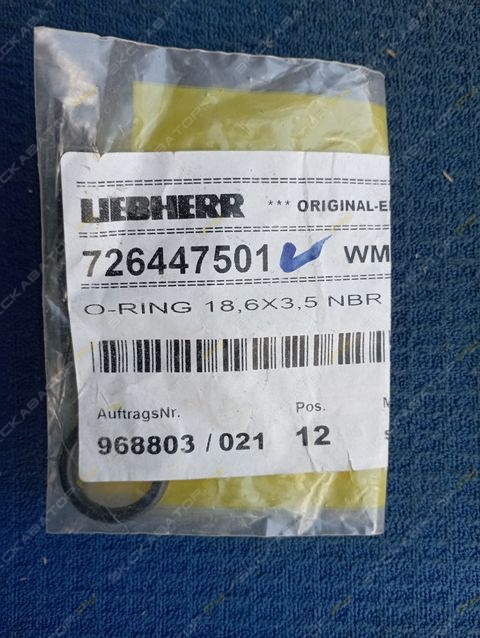 LIEBHERR *** ORIGINAL-E
726447501 WM
O-RING 18,6X3,5 NBR
AuftragsNr. Pos. M
968803 / 021 12